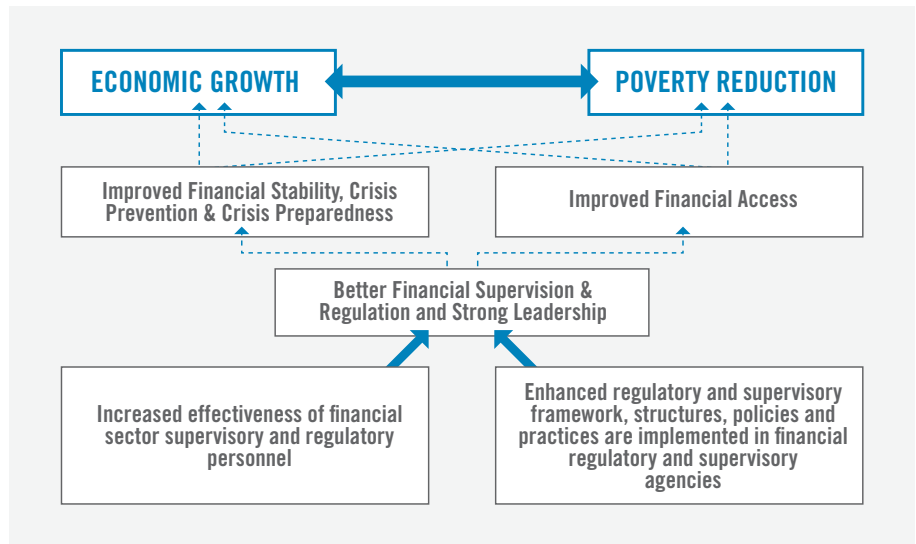 ECONOMIC GROWTH
POVERTY REDUCTION
Improved Financial Stability, Crisis
Prevention & Crisis Preparedness
Improved Financial Access
Better Financial Supervision &
Regulation and Strong Leadership
Increased effectiveness of financial
sector supervisory and regulatory
personnel
Enhanced regulatory and supervisory
framework, structures, policies and
practices are implemented in financial
regulatory and supervisory
agencies